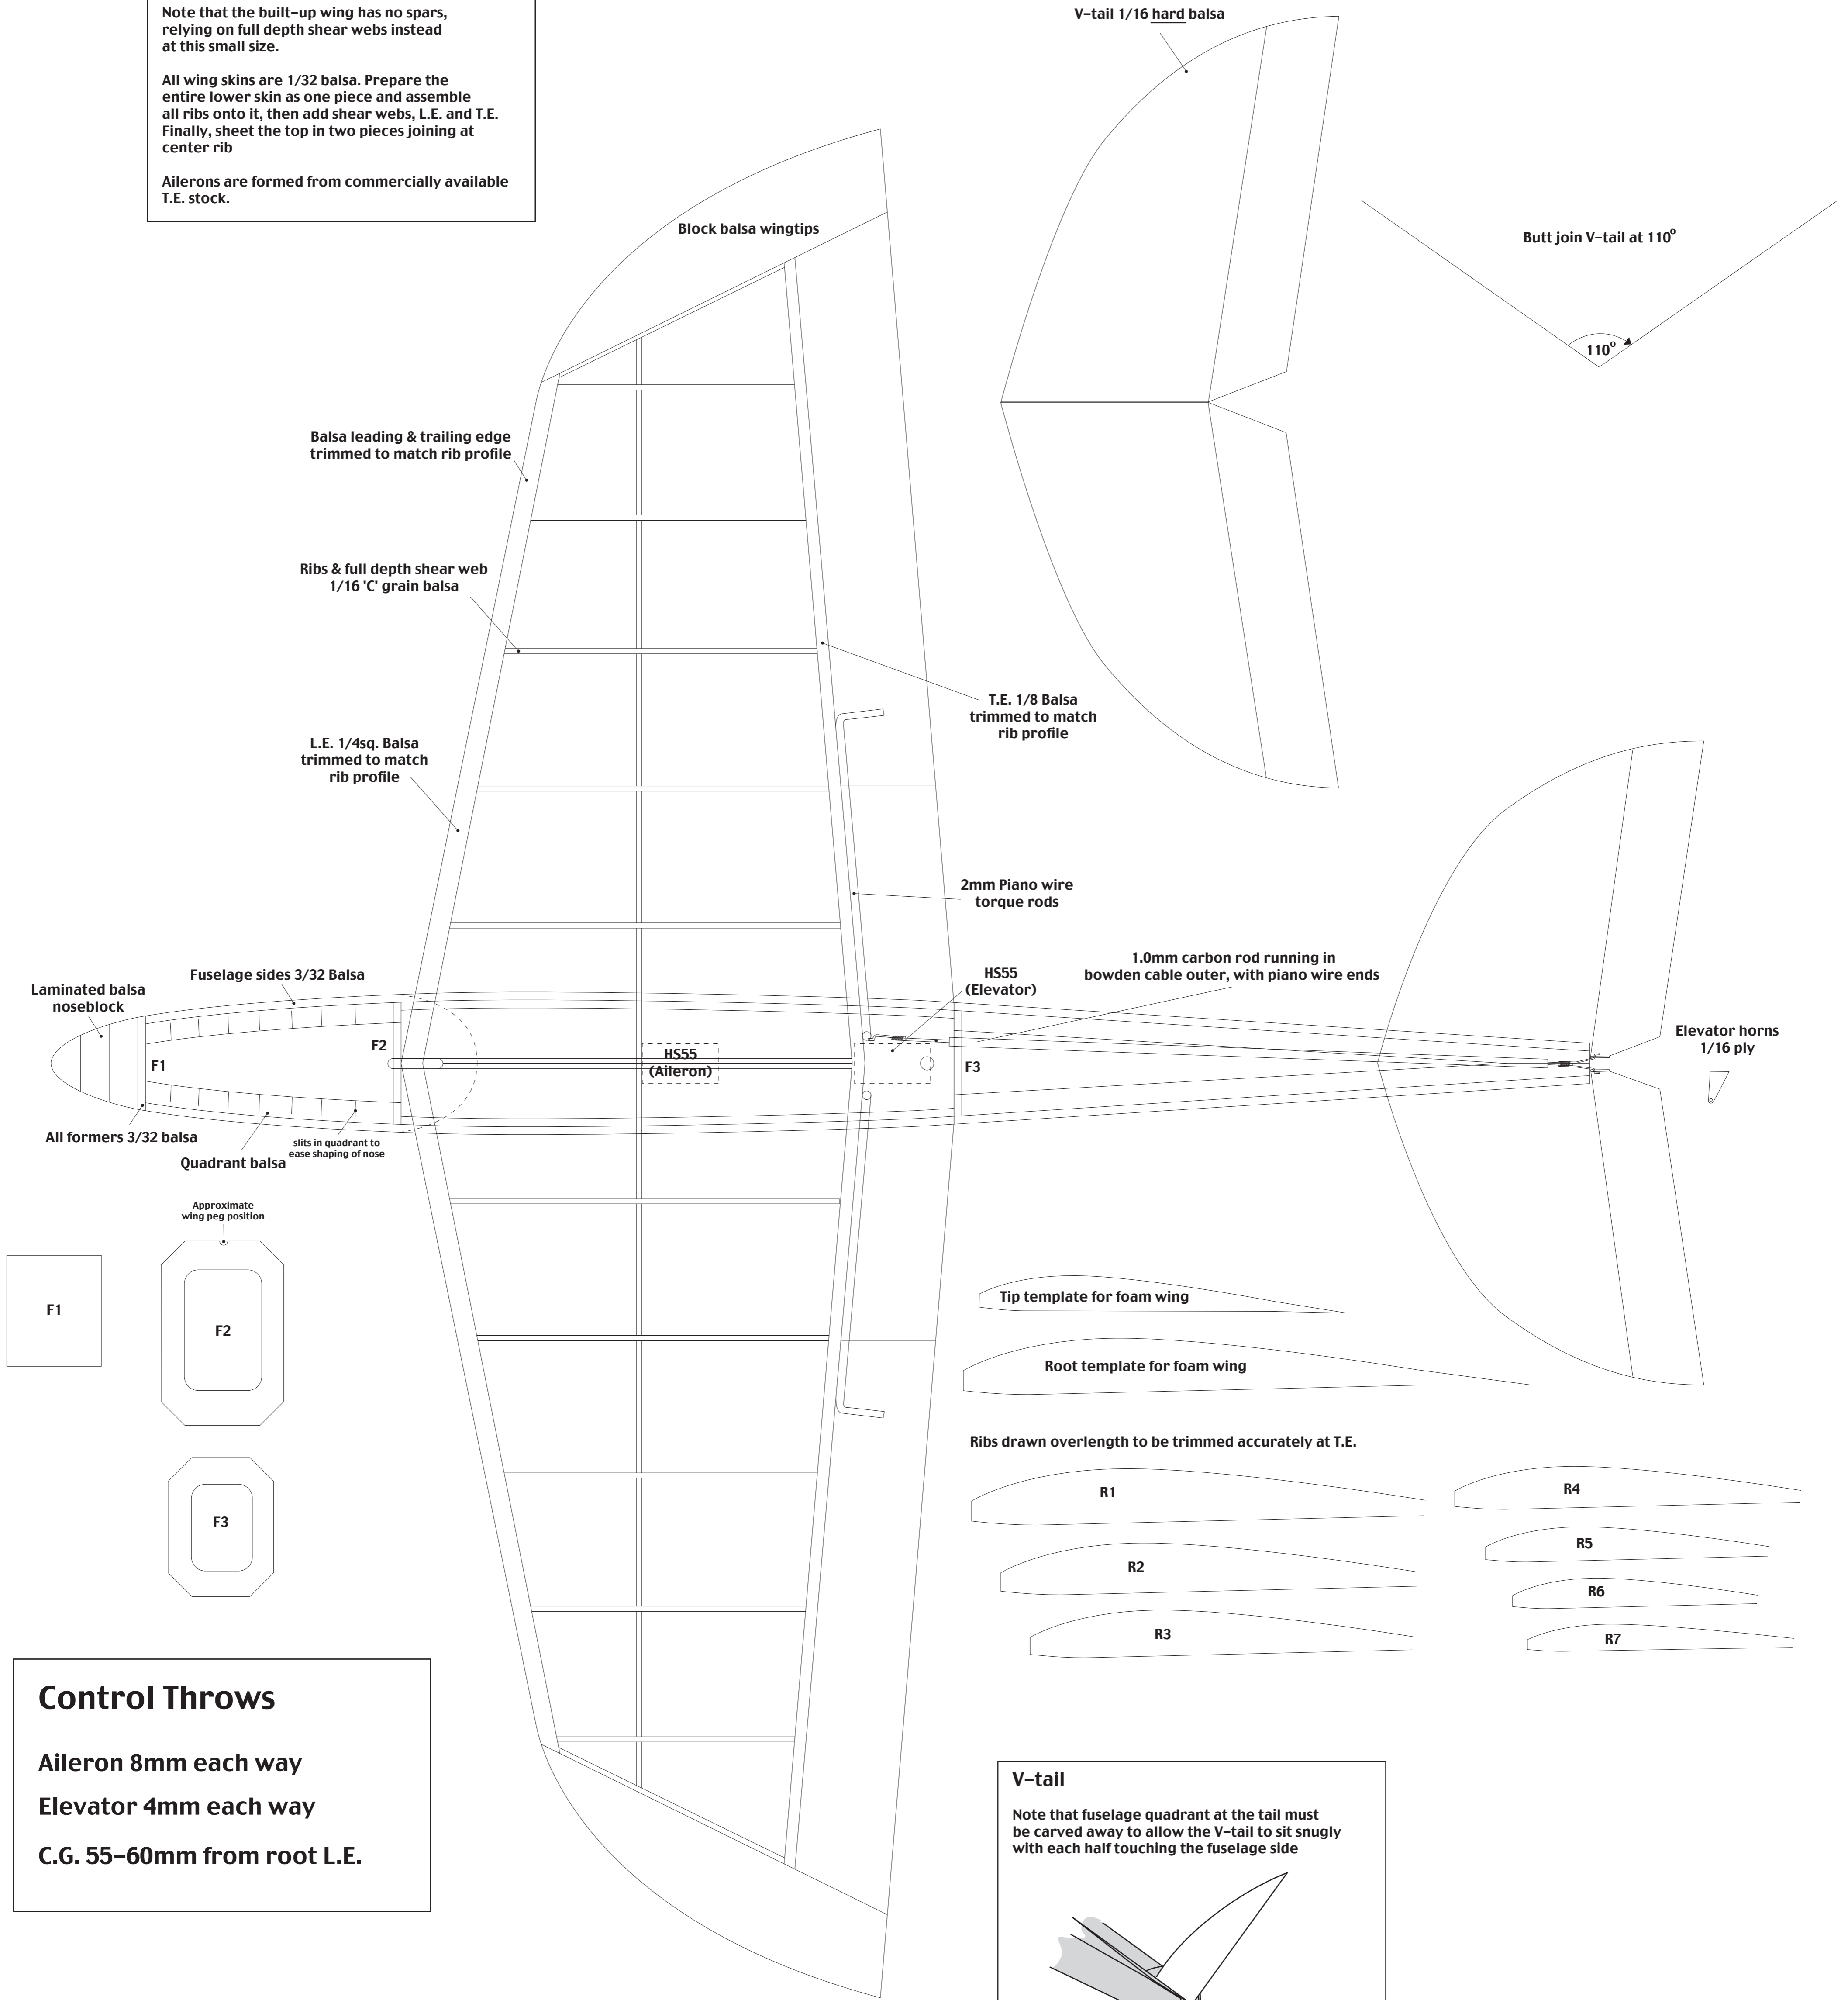 Note that the built-up wing has no spars,
relying on full depth shear webs instead
at this small size.
All wing skins are 1/32 balsa. Prepare the
entire lower skin as one piece and assemble
all ribs onto it, then add shear webs, L.E. and T.E.
Finally, sheet the top in two pieces joining at
center rib
Ailerons are formed from commercially available
T.E. stock.
V-tail 1/16 hard balsa
Block balsa wingtips
Butt join V-tail at 110°
110°
Balsa leading & trailing edge
trimmed to match rib profile
Ribs & full depth shear web
1/16 'C' grain balsa
T.E. 1/8 Balsa
trimmed to match
rib profile
L.E. 1/4sq. Balsa
trimmed to match
rib profile
2mm Piano wire
torque rods
1.0mm carbon rod running in
bowden cable outer, with piano wire ends
HS55
(Elevator)
Fuselage sides 3/32 Balsa
Laminated balsa
noseblock
Elevator horns
1/16 ply
F1
F2
HS55
(Aileron)
F3
All formers 3/32 balsa
Quadrant balsa
slits in quadrant to
ease shaping of nose
Approximate
wing peg position
F1
F2
F3
Tip template for foam wing
Root template for foam wing
Ribs drawn overlength to be trimmed accurately at T.E.
R1
R2
R3
R4
R5
R6
R7
Control Throws
Aileron 8mm each way
Elevator 4mm each way
C.G. 55-60mm from root L.E.
V-tail
Note that fuselage quadrant at the tail must
be carved away to allow the V-tail to sit snugly
with each half touching the fuselage side